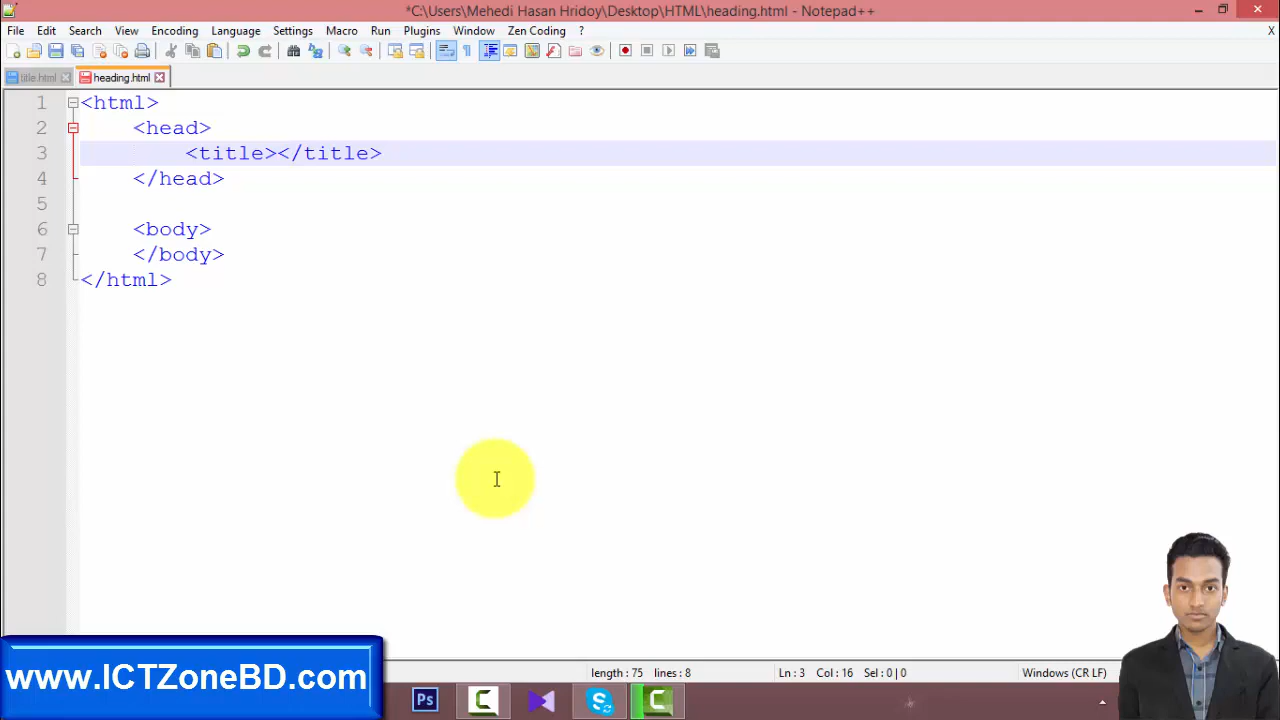 *C:\Users\Mehedi Hasan Hridoy\Desktop\HTML\heading.html - Notepad++
File Edit Search View Encoding Language Settings Macro Run Plugins Window Zen Coding ? X
title.html heading.html
1 <html>
2 <head>
3 <title></title>
4 </head>
5
6 <body>
7 </body>
8 </html>
length : 75 lines : 8 Ln : 3 Col : 16 Sel : 0 | 0 Windows (CR LF)
www.ICTZoneBD.com
Ps